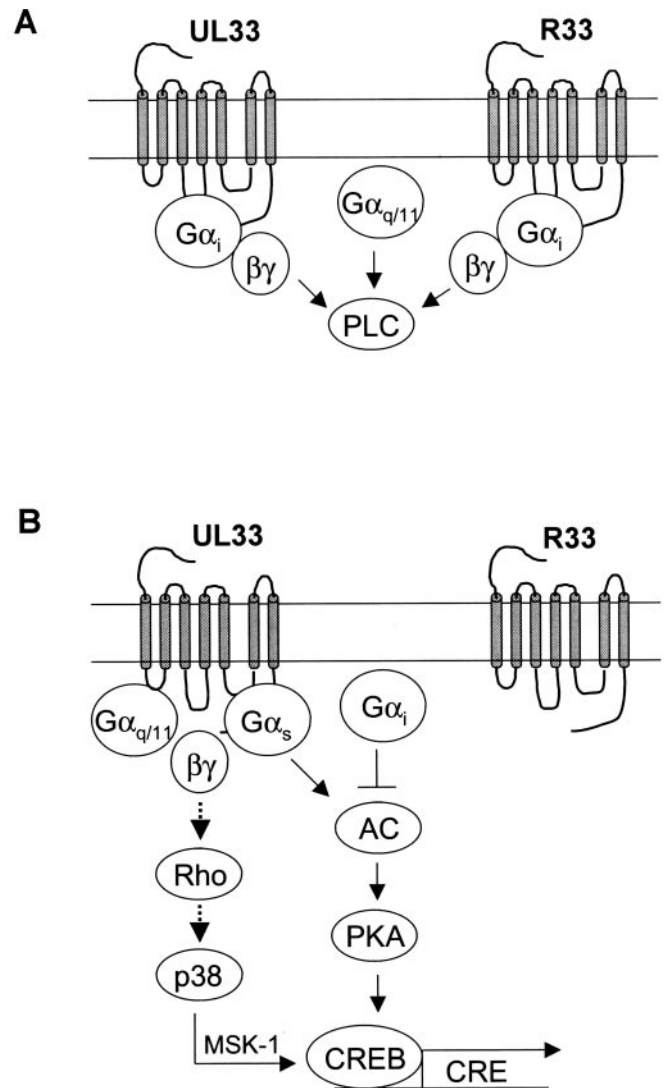 A
UL33
R33
Gαi
βγ
Gαq/11
PLC
βγ
Gαi
B
UL33
R33
Gαq/11
βγ
Gαs
Gαi
AC
Rho
PKA
p38
MSK-1
CREB
CRE